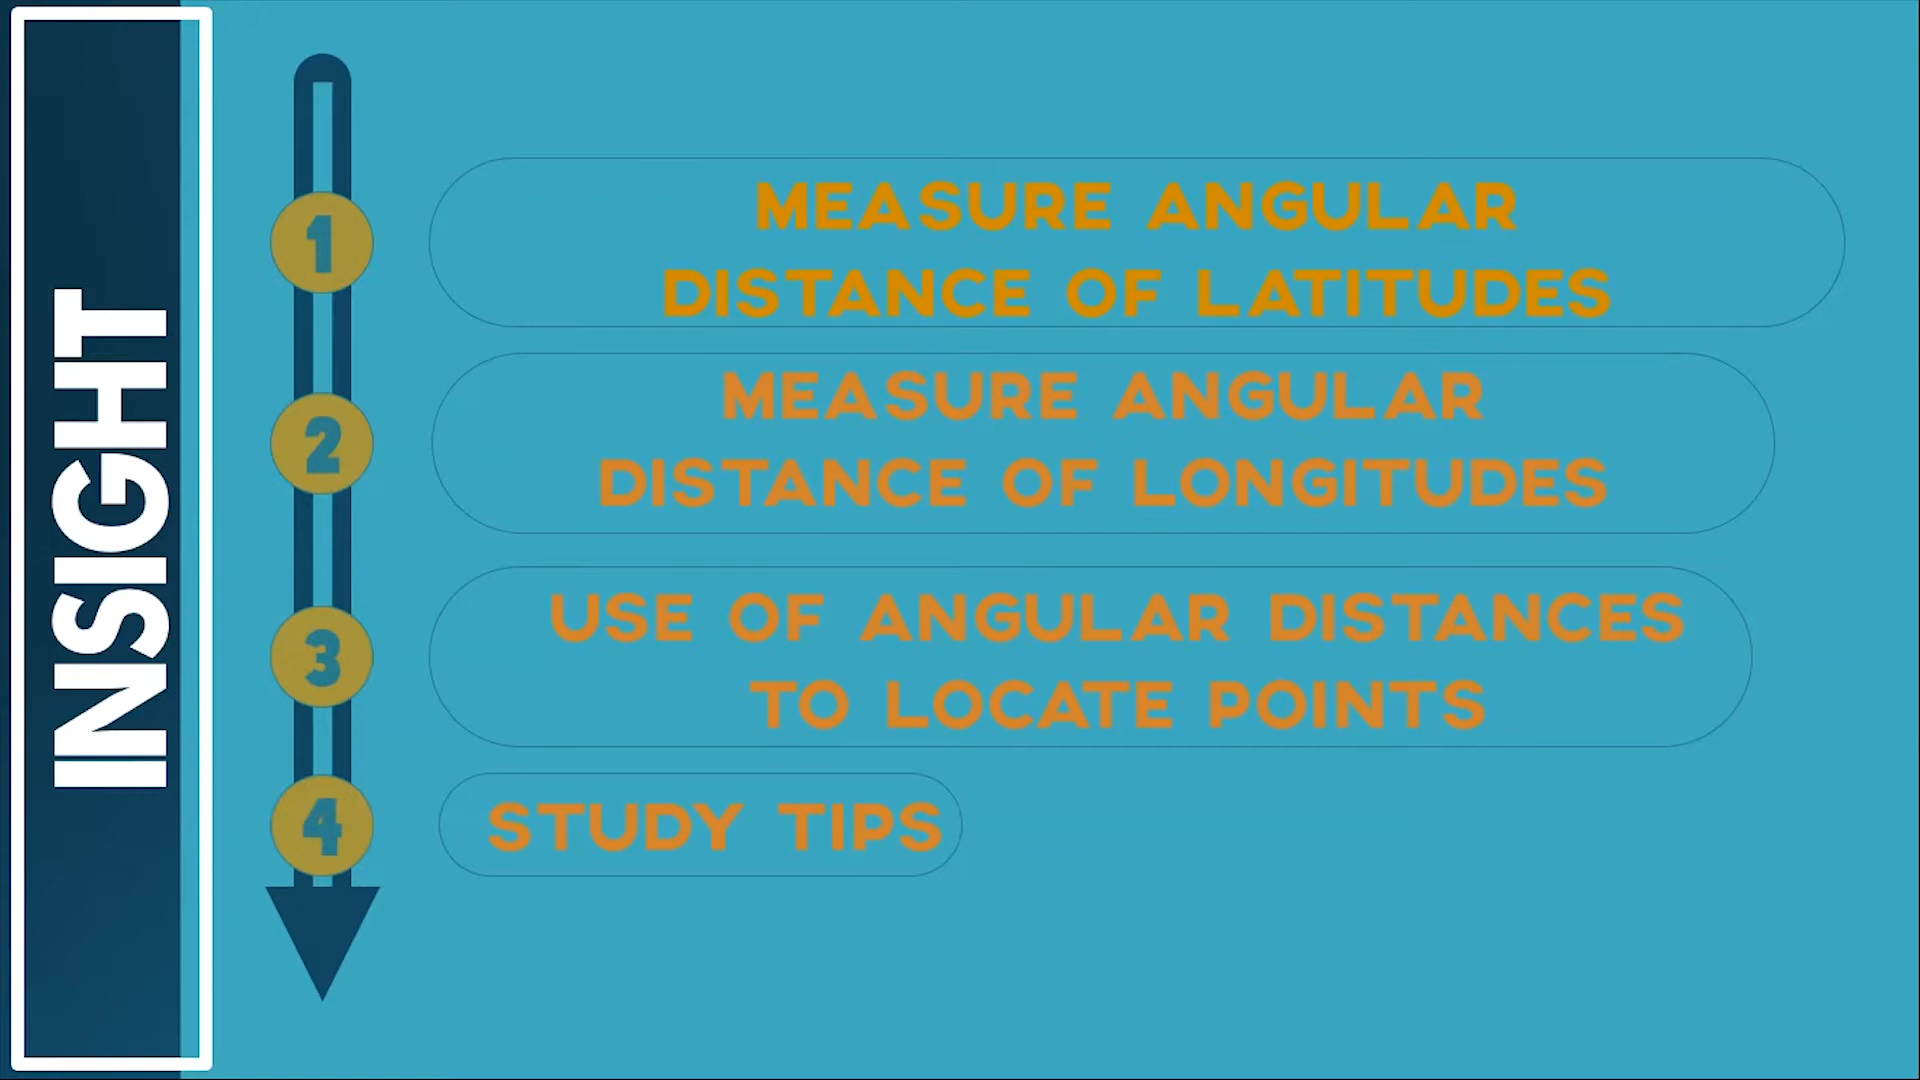 INSIGHT
1
MEASURE ANGULAR
DISTANCE OF LATITUDES
2
MEASURE ANGULAR
DISTANCE OF LONGITUDES
3
USE OF ANGULAR DISTANCES
TO LOCATE POINTS
4
STUDY TIPS